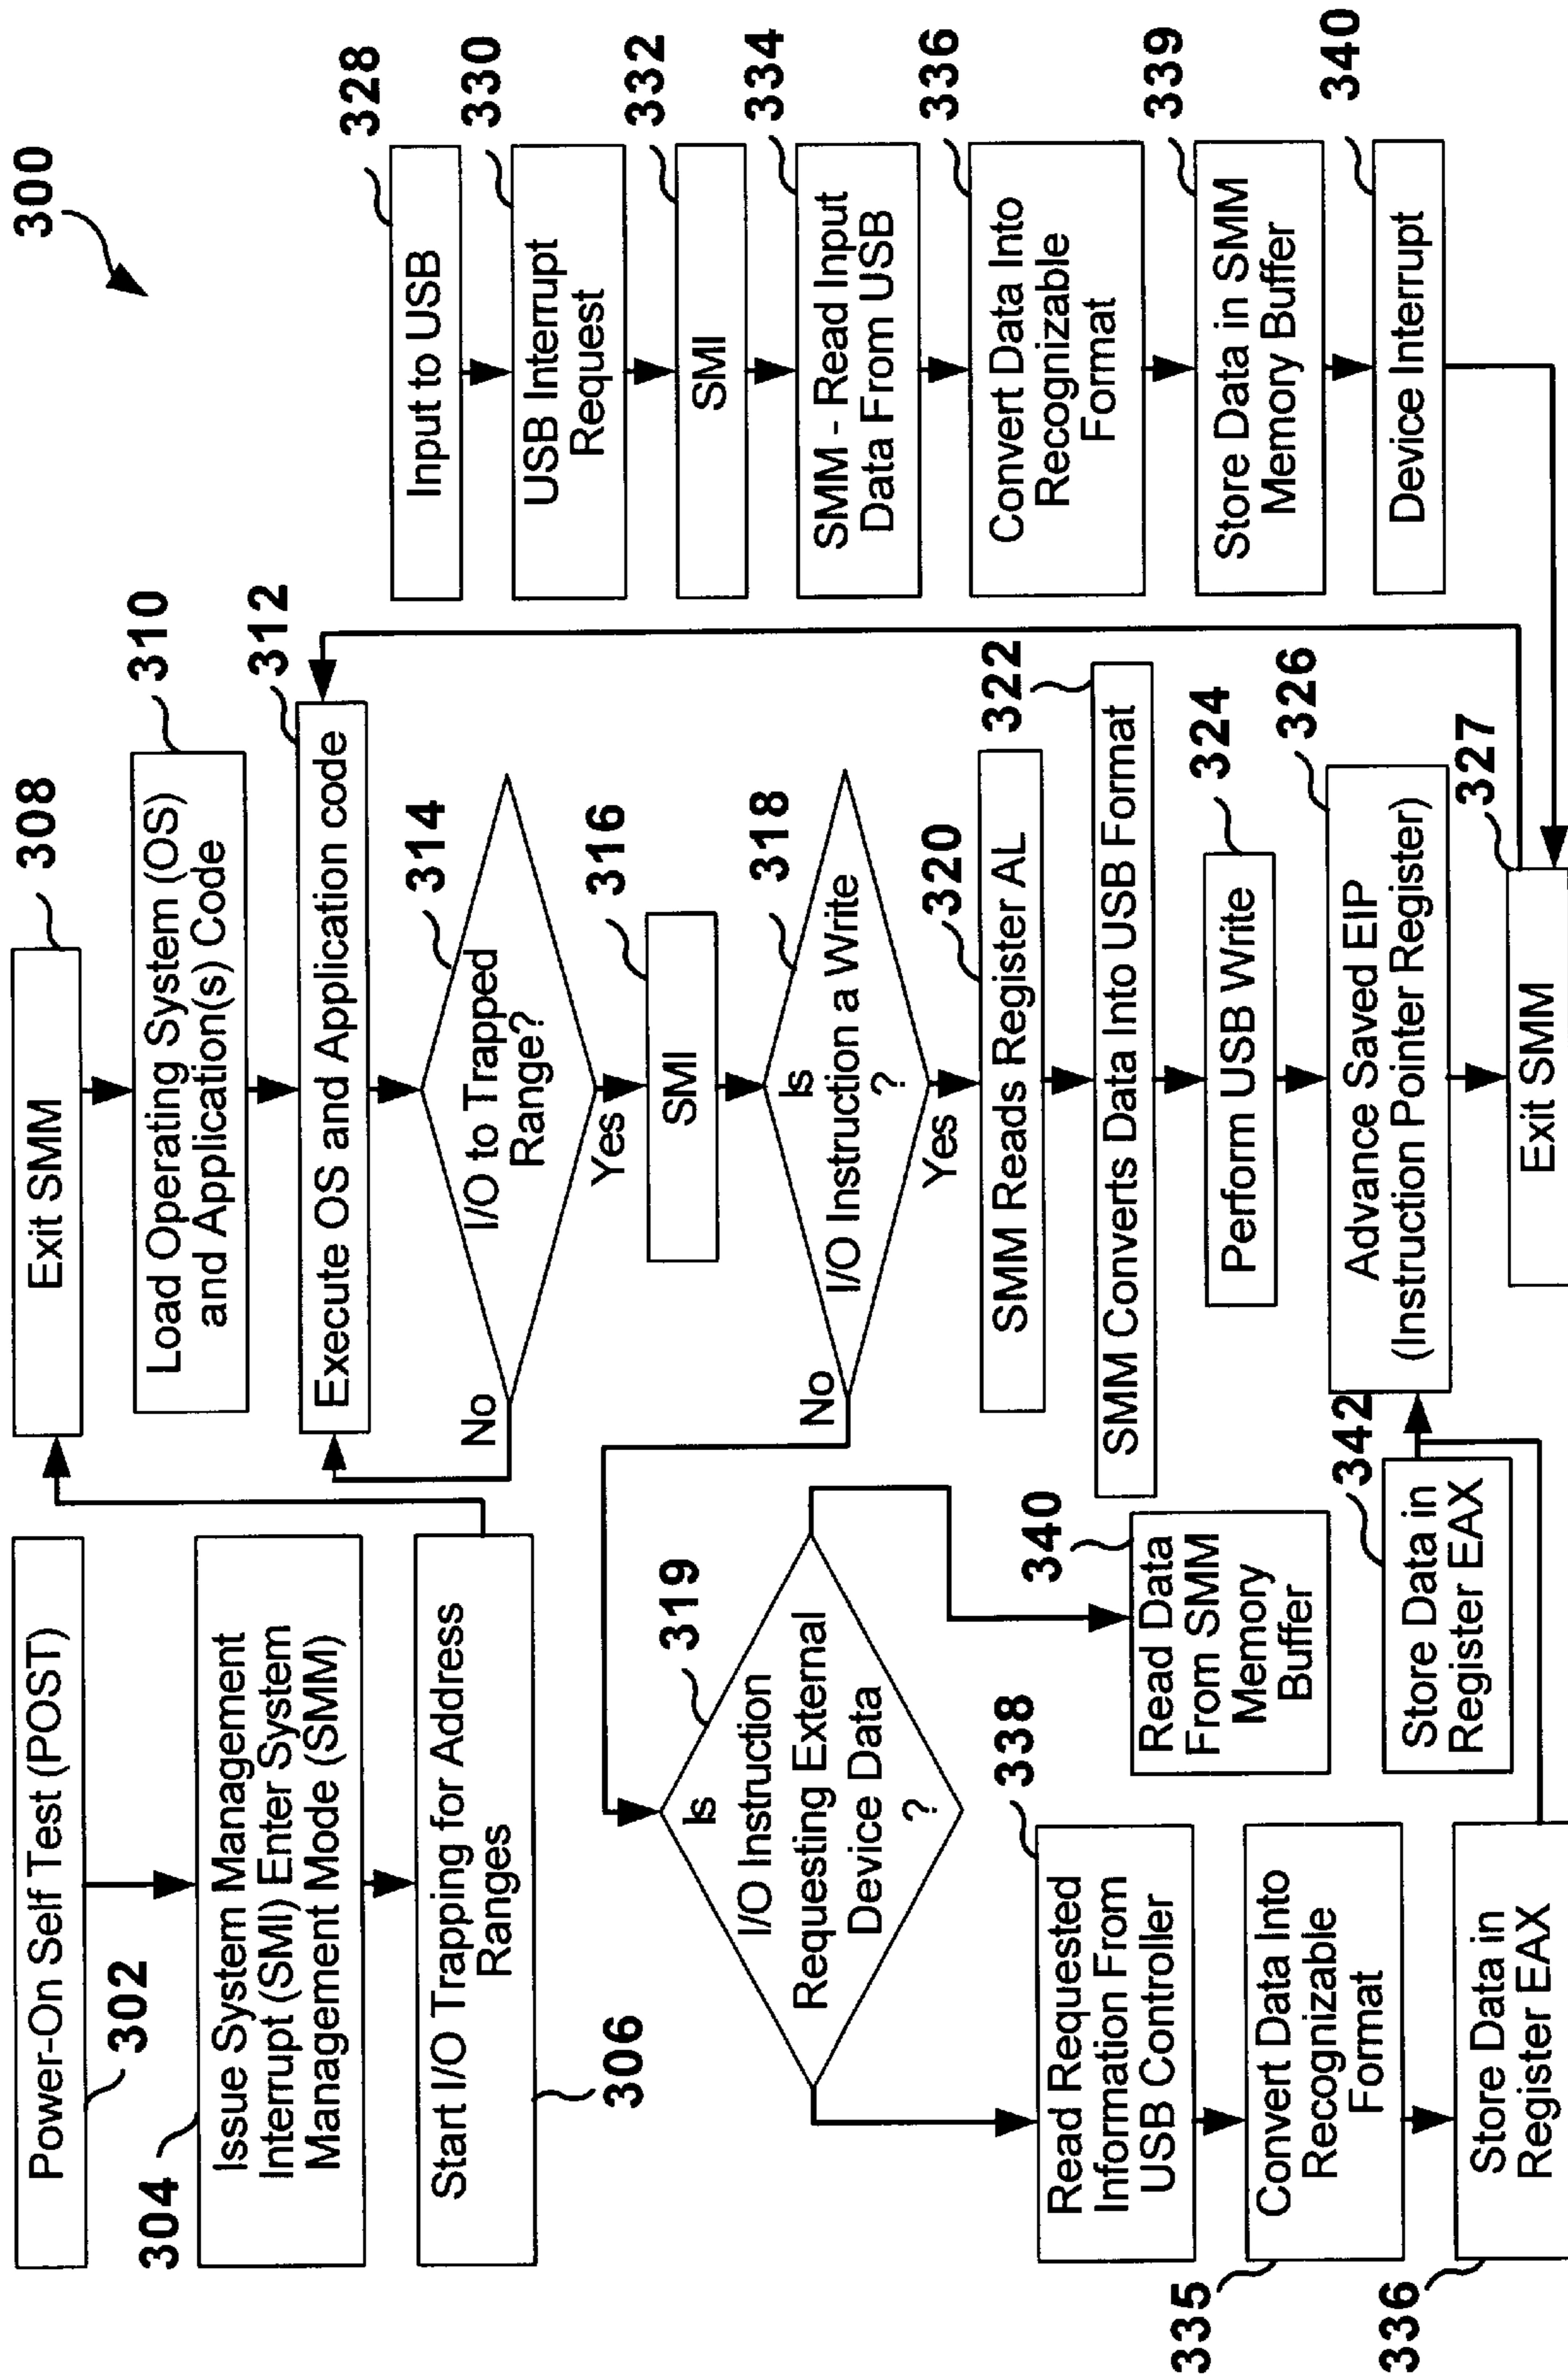 300
Power-On Self Test (POST)
302
Issue System Management
Interrupt (SMI) Enter System
Management Mode (SMM)
304
Start I/O Trapping for Address
Ranges
306
Exit SMM
308
Load Operating System (OS)
and Application(s) Code
310
Execute OS and Application code
312
I/O to Trapped
Range?
314
No
Yes
SMI
316
Is
I/O Instruction a Write
?
318
No
Yes
Is
I/O Instruction
Requesting External
Device Data
?
319
SMM Reads Register AL
320
SMM Converts Data Into USB Format
322
Perform USB Write
324
Advance Saved EIP
(Instruction Pointer Register)
326
Exit SMM
327
Read Requested
Information From
USB Controller
338
Convert Data Into
Recognizable
Format
335
Store Data in
Register EAX
336
Read Data
From SMM
Memory
Buffer
340
Store Data in
Register EAX
342
Input to USB
328
USB Interrupt
Request
330
SMI
332
SMM - Read Input
Data From USB
334
Convert Data Into
Recognizable
Format
336
Store Data in SMM
Memory Buffer
339
Device Interrupt
340